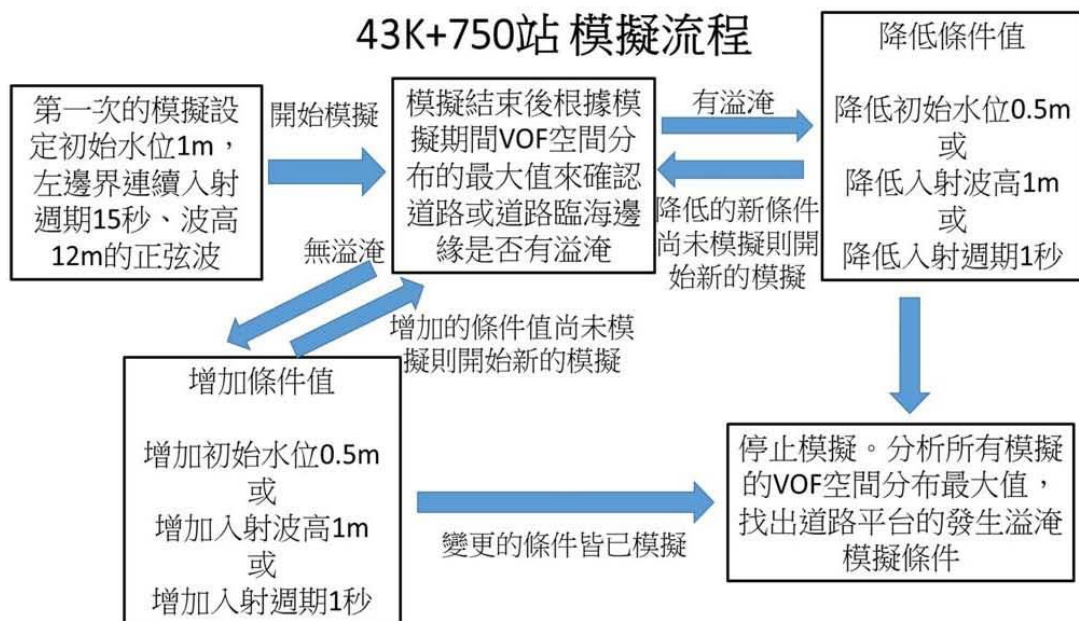 43K+750站 模擬流程
第一次的模擬設
定初始水位1m，
左邊界連續入射
週期15秒、波高
12m的正弦波
開始模擬
模擬結束後根據模
擬期間VOF空間分
布的最大值來確認
道路或道路臨海邊
緣是否有溢淹
有溢淹
降低的新條件
尚未模擬則開
始新的模擬
降低條件值
降低初始水位0.5m
或
降低入射波高1m
或
降低入射週期1秒
無溢淹
增加的條件值尚未模
擬則開始新的模擬
增加條件值
增加初始水位0.5m
或
增加入射波高1m
或
增加入射週期1秒
變更的條件皆已模擬
停止模擬。分析所有模擬
的VOF空間分布最大值，
找出道路平台的發生溢淹
模擬條件